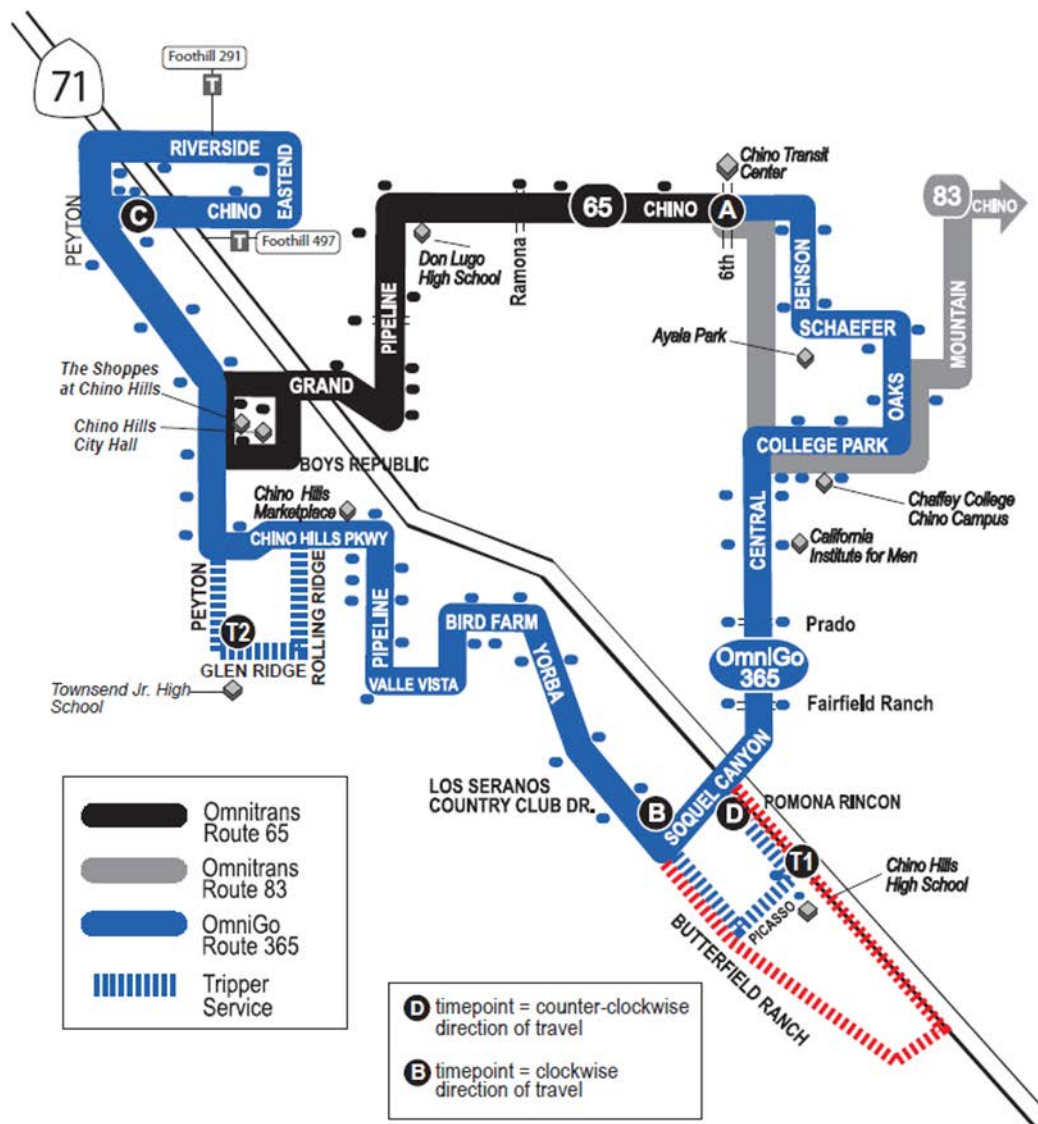 Foothill 291
T
71
RIVERSIDE
EASTEND
CHINO
C
PEYTON
T
Foothill 497
65
CHINO
A
Chino Transit
Center
83
CHINO
Don Lugo
High School
Ramona
6th
BENSON
SCHAEFER
MOUNTAIN
PIPELINE
Ayala Park
OAKS
The Shoppes
at Chino Hills
GRAND
Chino Hills
City Hall
BOYS REPUBLIC
COLLEGE PARK
Chaffey College
Chino Campus
Chino Hills
Marketplace
CHINO HILLS PKWY
CENTRAL
California
Institute for Men
PEYTON
ROLLING RIDGE
PIPELINE
BIRD FARM
YORBA
Prado
T2
GLEN RIDGE
VALLE VISTA
OmniGo
365
Townsend Jr. High
School
Fairfield Ranch
SOQUEL CANYON
LOS SERANOS
COUNTRY CLUB DR.
B
D
POMONA RINCON
T1
Chino Hills
High School
PICASSO
BUTTERFIELD RANCH
Omnitrans
Route 65
Omnitrans
Route 83
OmniGo
Route 365
Tripper
Service
D timepoint = counter-clockwise
direction of travel
B timepoint = clockwise
direction of travel